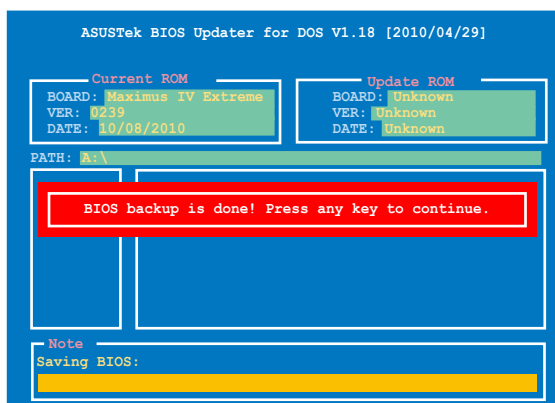 ASUSTek BIOS Updater for DOS V1.18 [2010/04/29]
Current ROM
BOARD: Maximus IV Extreme
VER: 0239
DATE: 10/08/2010
Update ROM
BOARD: Unknown
VER: Unknown
DATE: Unknown
PATH: A:\
BIOS backup is done! Press any key to continue.
Note
Saving BIOS: